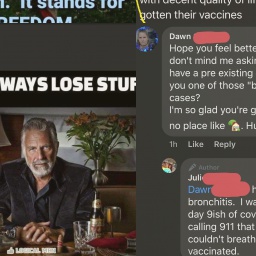 n. It stands for
FREEDOM
WAYS LOSE STUF
LOGICAL MEN
with decent quality of li
gotten their vaccines
Dawn
Hope you feel bette
don't mind me askin
have a pre existing
you one of those "b
cases?
I'm so glad you're g
no place like 🏡. Hu
1h Like Reply
Author
Juli
Dawn h
bronchitis. I wa
day 9ish of cov
calling 911 that
couldn't breath
vaccinated.